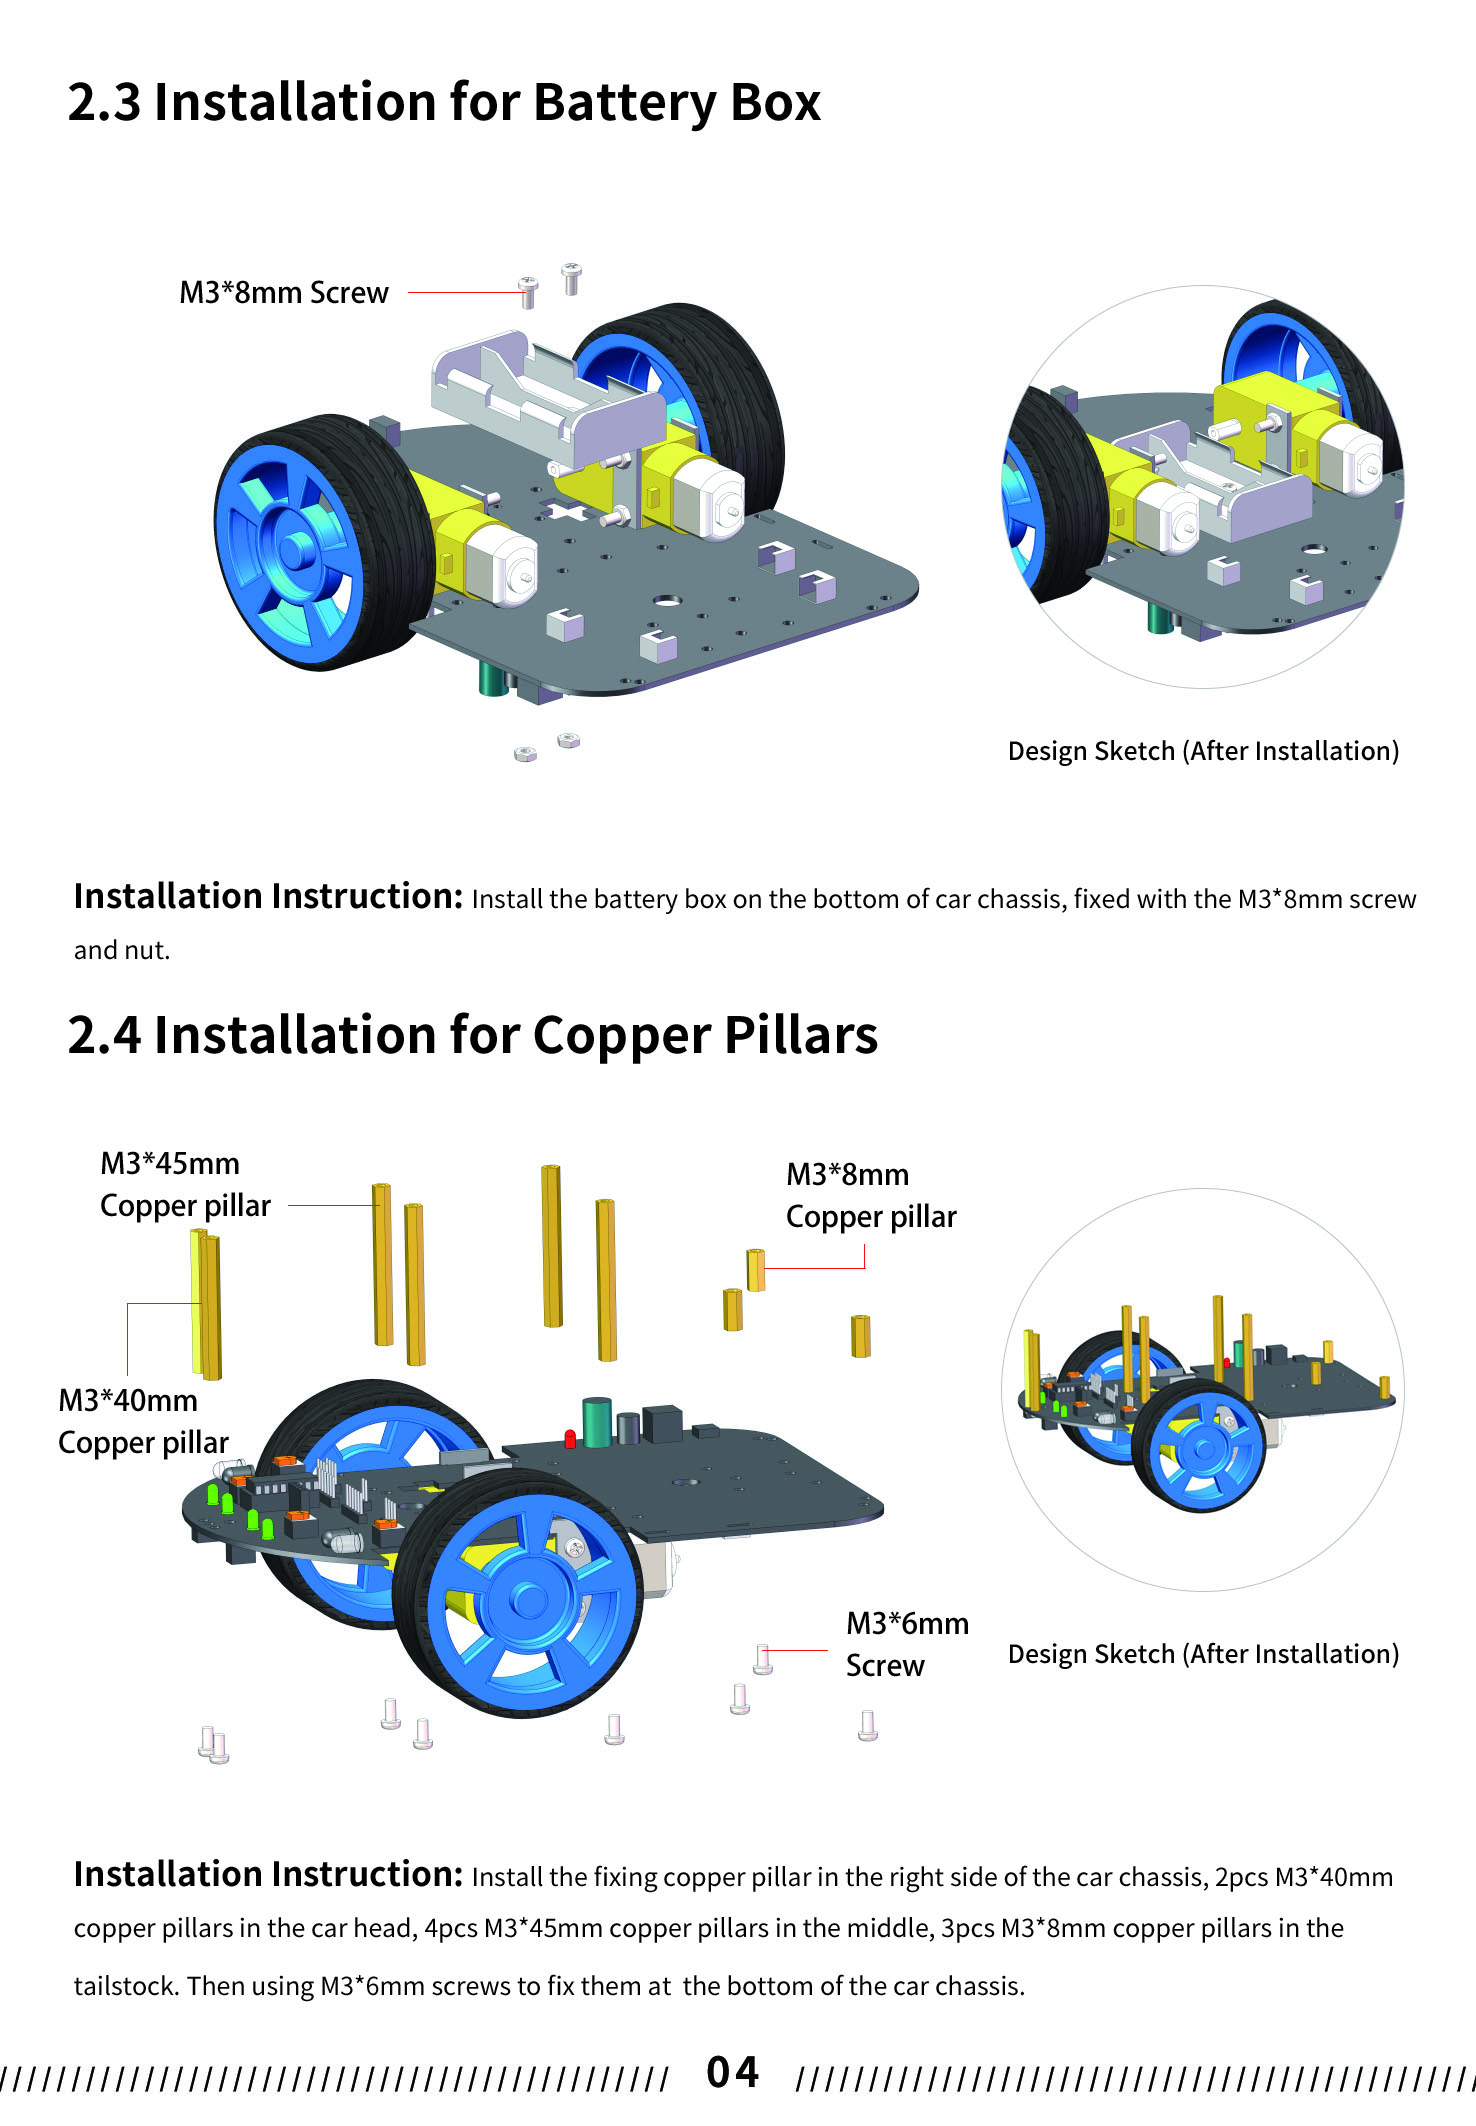 2.3 Installation for Battery Box
M3*8mm Screw
Design Sketch (After Installation)
Installation Instruction: Install the battery box on the bottom of car chassis, fixed with the M3*8mm screw
and nut.
2.4 Installation for Copper Pillars
M3*45mm
Copper pillar
M3*8mm
Copper pillar
M3*40mm
Copper pillar
M3*6mm
Screw
Design Sketch (After Installation)
Installation Instruction: Install the fixing copper pillar in the right side of the car chassis, 2pcs M3*40mm
copper pillars in the car head, 4pcs M3*45mm copper pillars in the middle, 3pcs M3*8mm copper pillars in the
tailstock. Then using M3*6mm screws to fix them at  the bottom of the car chassis.
04